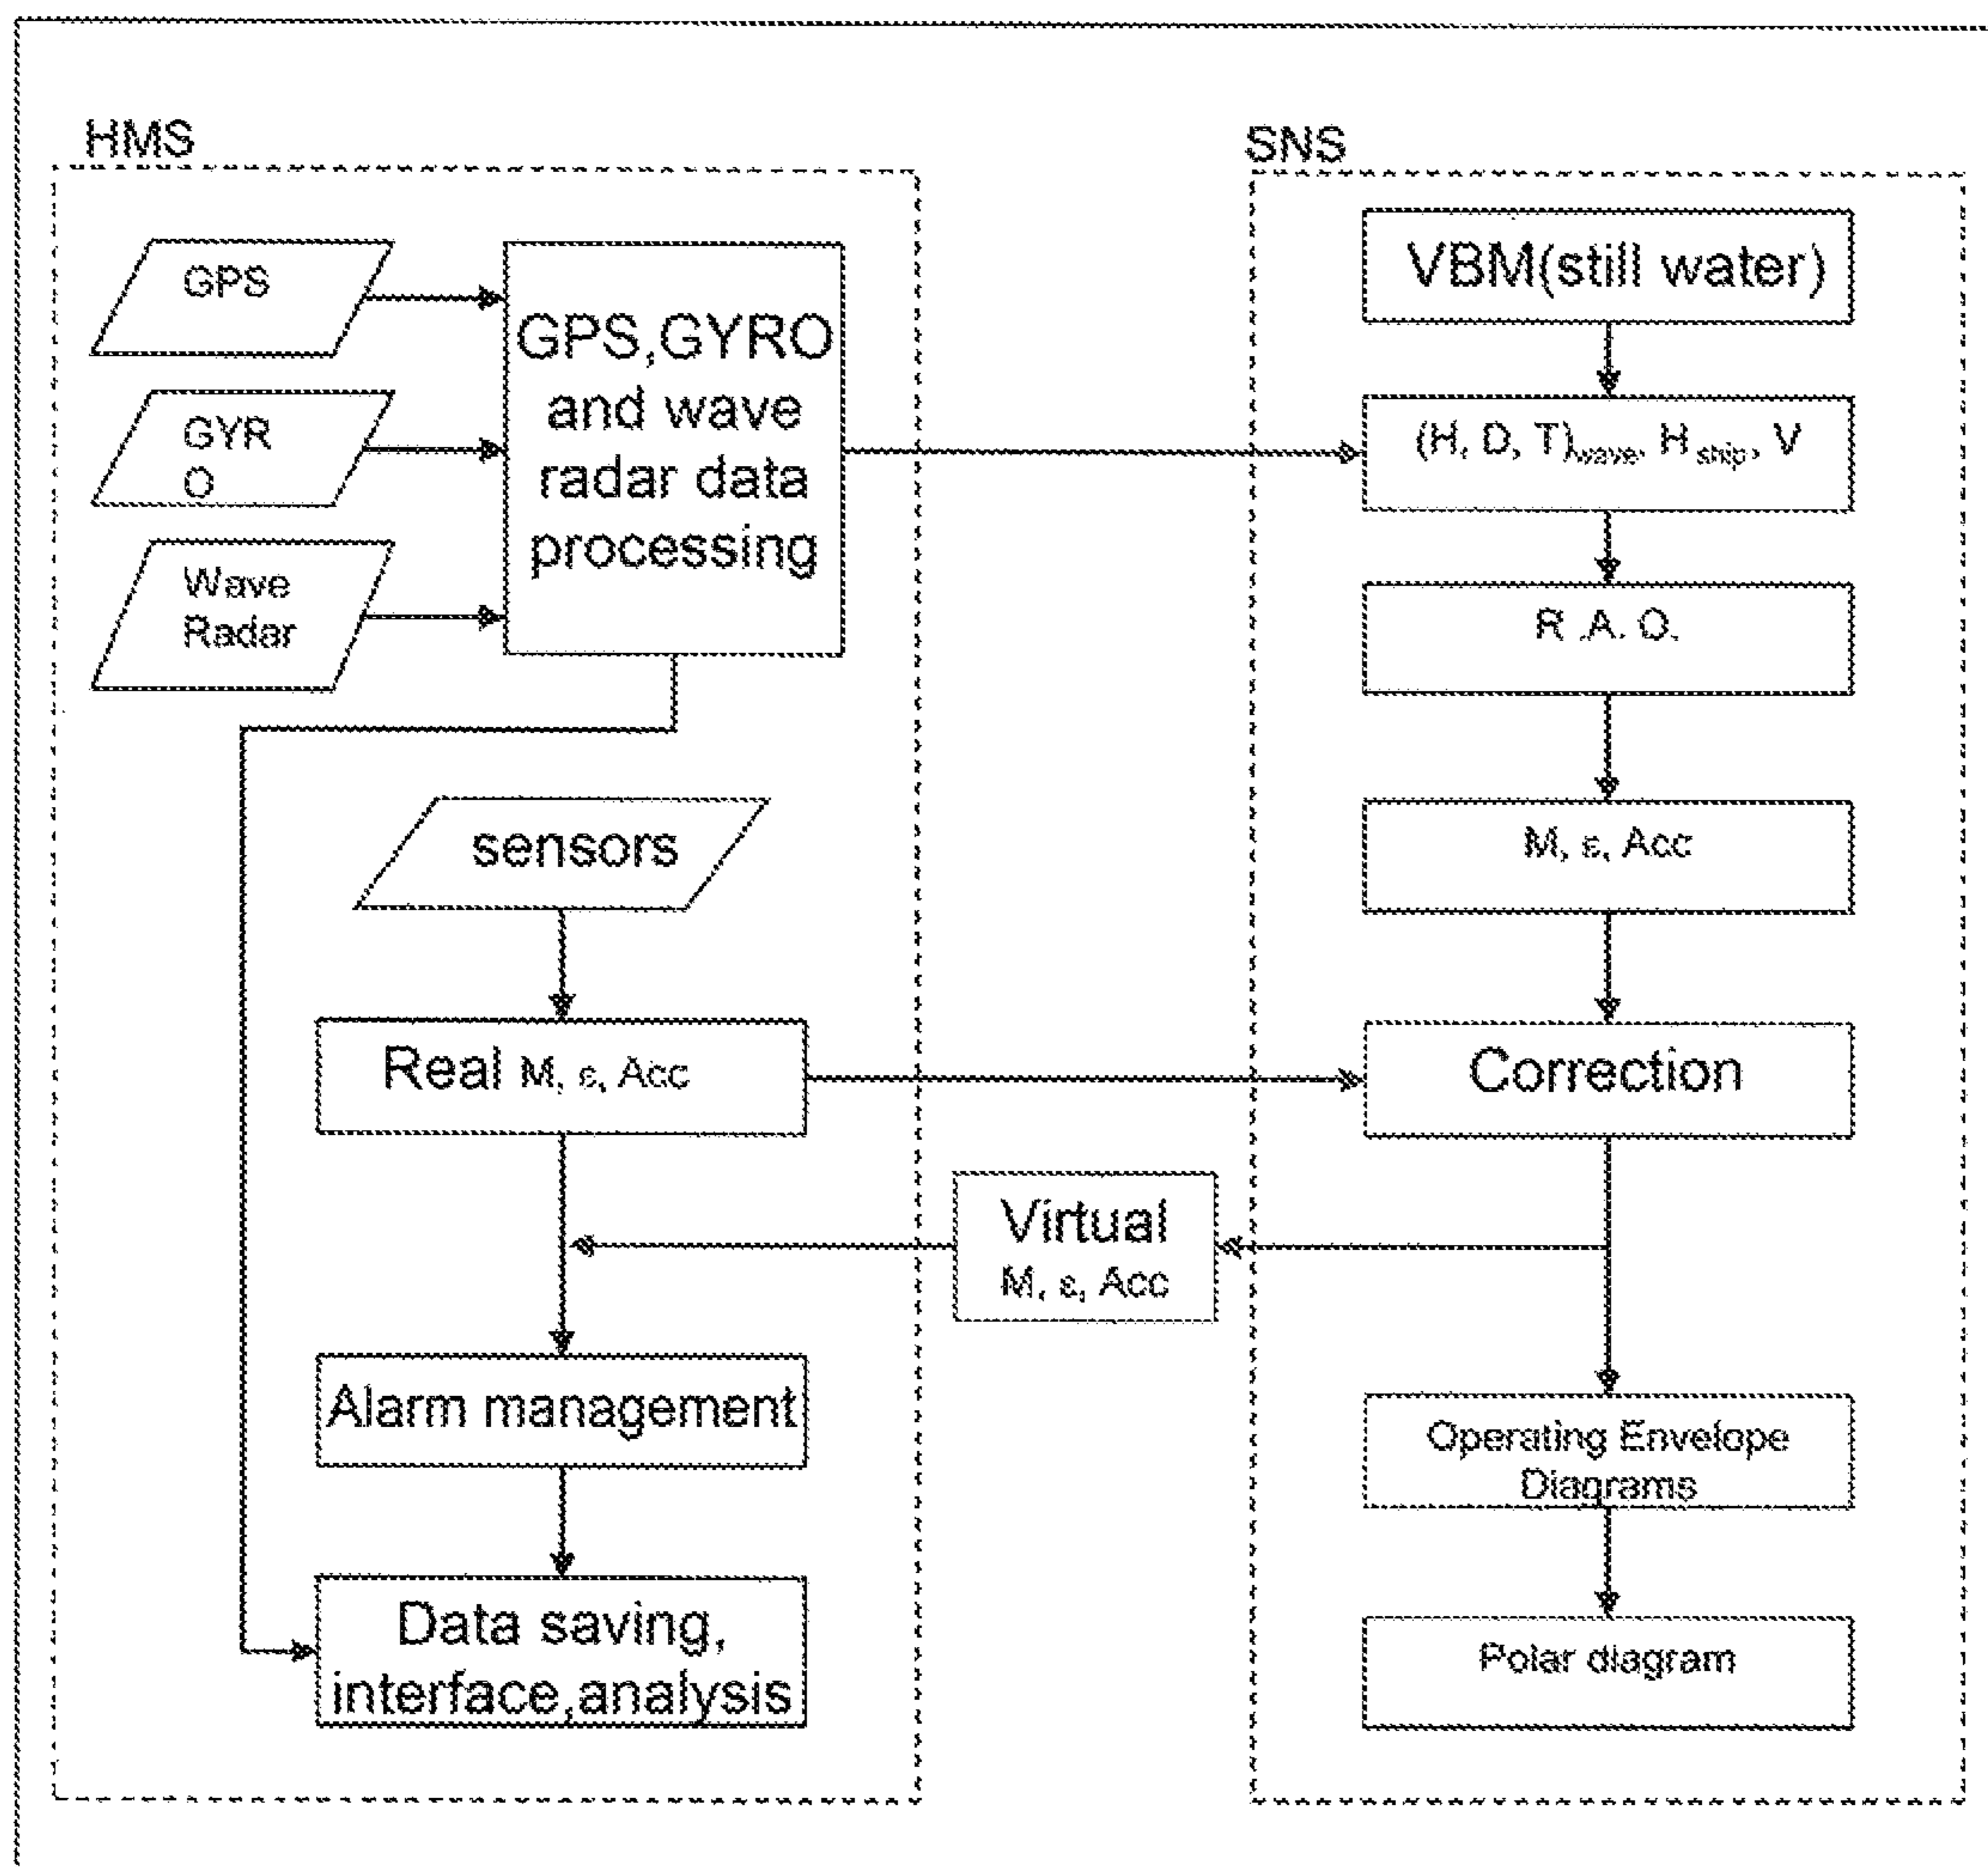 HMS
GPS
GYR
O
Wave
Radar
GPS,GYRO
and wave
radar data
processing
sensors
Real M, ε, Acc
Alarm management
Data saving,
interface,analysis
Virtual
M, ε, Acc
SNS
VBM(still water)
(H, D, T)wave, H ship, V
R .A. O.
M, ε, Acc
Correction
Operating Envelope
Diagrams
Polar diagram